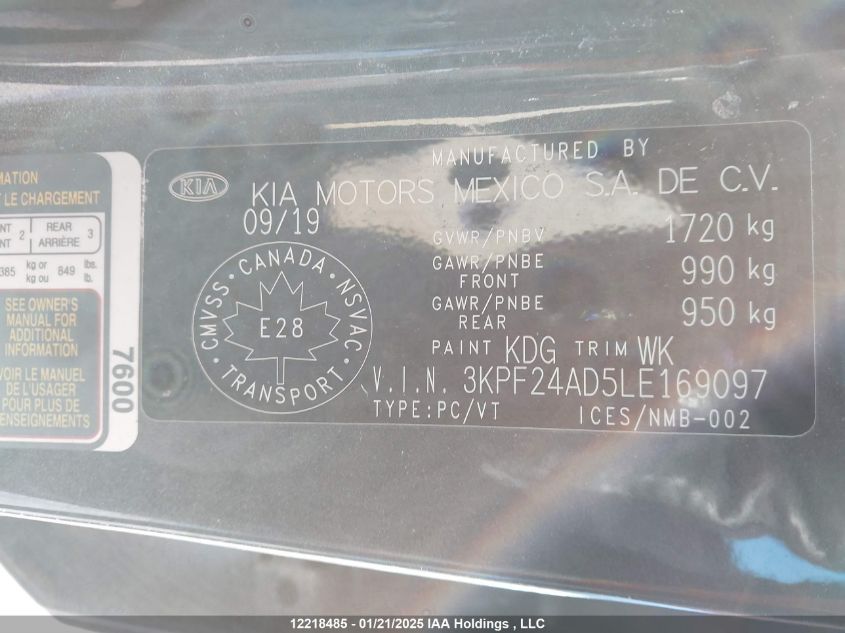 MATION
T LE CHARGEMENT
NT 2 REAR 3
NT ARRIÈRE
385 kg or 849 lbs.
kg ou lb.
SEE OWNER'S
MANUAL FOR
ADDITIONAL
INFORMATION
VOIR LE MANUEL
DE L'USAGER
POUR PLUS DE
RENSEIGNEMENTS
7600
MANUFACTURED BY
KIA KIA MOTORS MEXICO S.A. DE C.V.
09/19
GVWR/PNBV 1720 kg
GAWR/PNBE
FRONT 990 kg
GAWR/PNBE
REAR 950 kg
CANADA
CMVSS · NSVAC
E28
TRANSPORT
PAINT KDG TRIM WK
V.I.N. 3KPF24AD5LE169097
TYPE:PC/VT ICES/NMB-002
12218485 - 01/21/2025 IAA Holdings , LLC